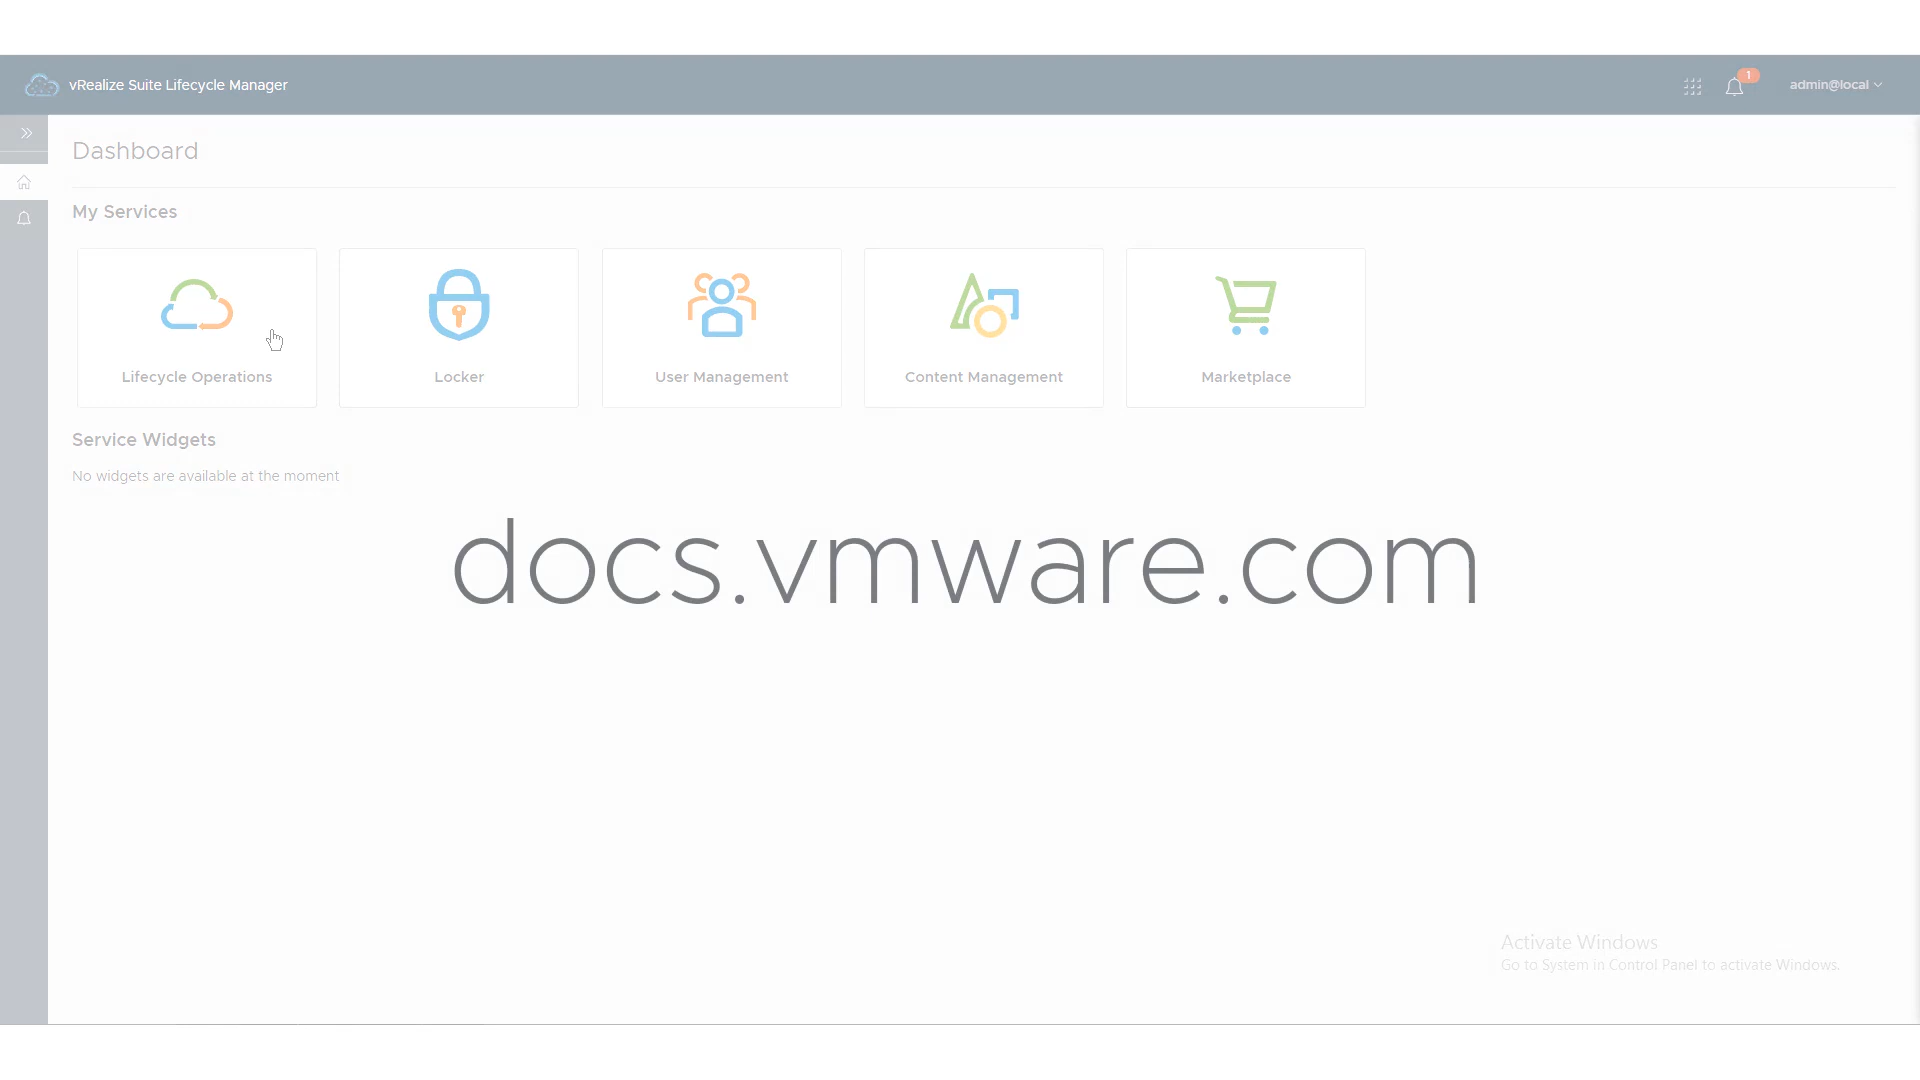 vRealize Suite Lifecycle Manager
1
admin@local
Dashboard
My Services
Lifecycle Operations
Locker
User Management
Content Management
Marketplace
Service Widgets
No widgets are available at the moment
docs.vmware.com
Activate Windows
Go to System in Control Panel to activate Windows.